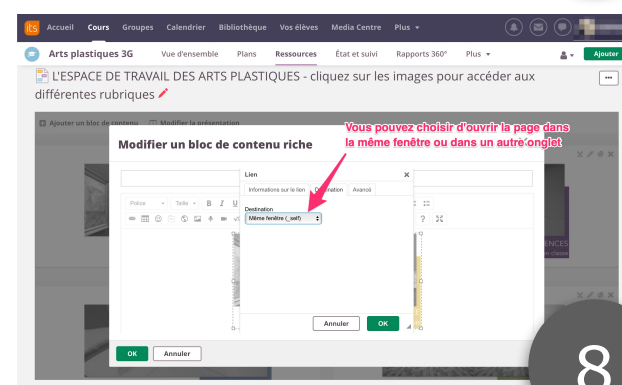 its Accueil Cours Groupes Calendrier Bibliothèque Vos élèves Media Centre Plus
Arts plastiques 3G Vue d'ensemble Plans Ressources État et suivi Rapports 360° Plus Ajouter
L'ESPACE DE TRAVAIL DES ARTS PLASTIQUES - cliquez sur les images pour accéder aux
différentes rubriques
Ajouter un bloc de contenu Modifier la présentation
Vous pouvez choisir d'ouvrir la page dans
la même fenêtre ou dans un autre onglet
Modifier un bloc de contenu riche
Lien
Informations sur le lien Destination Avancé
Police Taille B I U
Destination
Même fenêtre (_self)
ENCES
en classe
Annuler OK
OK Annuler
8